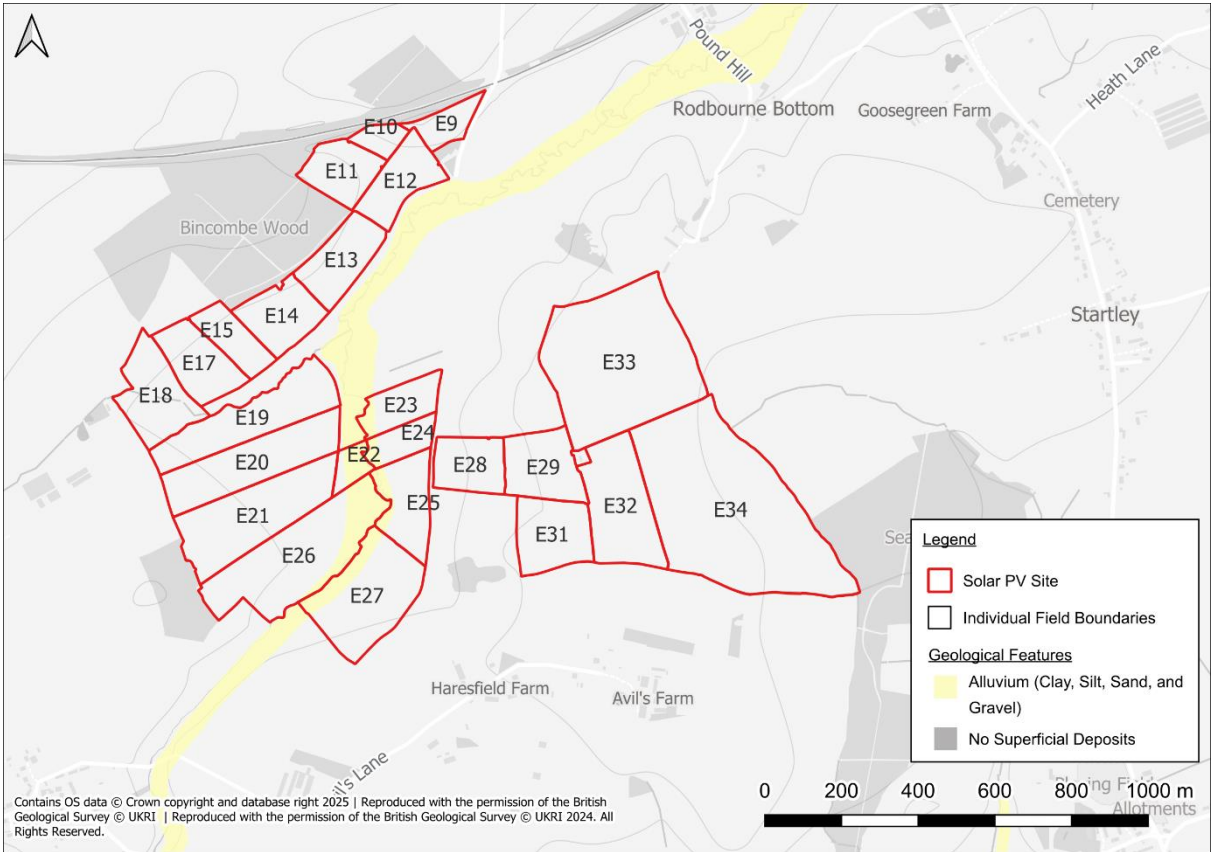 Pound Hill
Rodbourne Bottom
Goosegreen Farm
Heath Lane
E9
E10
E11
E12
Bincombe Wood
Cemetery
E13
E14
E15
E17
E18
Startley
E33
E19
E23
E24
E22
E20
E28
E29
E25
E21
E32
E34
E31
E26
E27
Sea
Haresfield Farm
Avil's Farm
il's Lane
Legend
Solar PV Site
Individual Field Boundaries
Geological Features
Alluvium (Clay, Silt, Sand, and
Gravel)
No Superficial Deposits
Playing Field
Allotments
0 200 400 600 800 1000 m
Contains OS data © Crown copyright and database right 2025 | Reproduced with the permission of the British
Geological Survey © UKRI | Reproduced with the permission of the British Geological Survey © UKRI 2024. All
Rights Reserved.